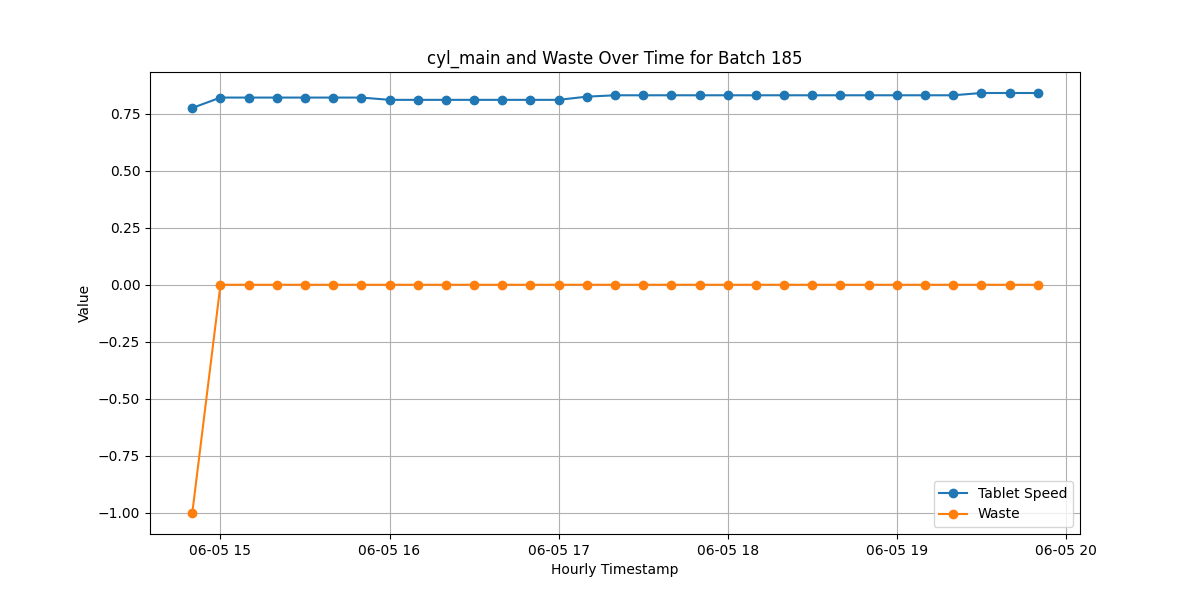 cyl_main and Waste Over Time for Batch 185
0.75
0.50
0.25
0.00
−0.25
−0.50
−0.75
−1.00
Value
Tablet Speed
Waste
06-05 15 06-05 16 06-05 17 06-05 18 06-05 19 06-05 20
Hourly Timestamp